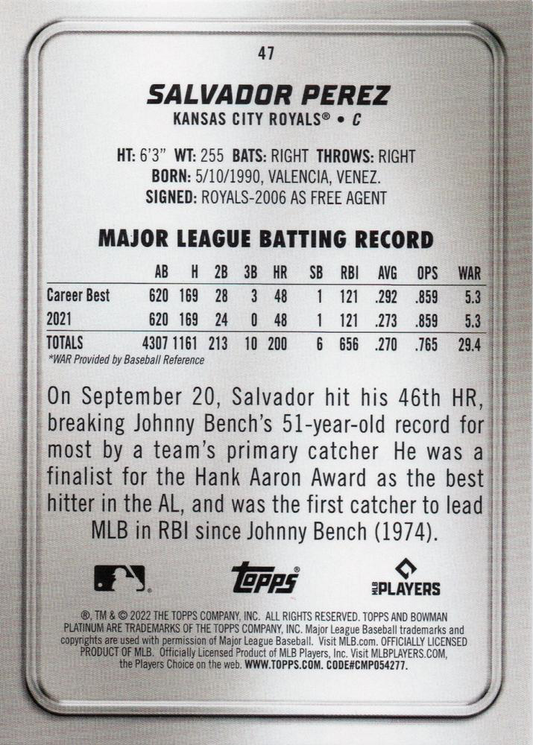 47
SALVADOR PEREZ
KANSAS CITY ROYALS® • C
HT: 6'3" WT: 255 BATS: RIGHT THROWS: RIGHT
BORN: 5/10/1990, VALENCIA, VENEZ.
SIGNED: ROYALS-2006 AS FREE AGENT
MAJOR LEAGUE BATTING RECORD
AB H 2B 3B HR SB RBI AVG OPS WAR
Career Best 620 169 28 3 48 1 121 .292 .859 5.3
2021 620 169 24 0 48 1 121 .273 .859 5.3
TOTALS 4307 1161 213 10 200 6 656 .270 .765 29.4
*WAR Provided by Baseball Reference
On September 20, Salvador hit his 46th HR,
breaking Johnny Bench's 51-year-old record for
most by a team's primary catcher He was a
finalist for the Hank Aaron Award as the best
hitter in the AL, and was the first catcher to lead
MLB in RBI since Johnny Bench (1974).
® TOPPS® MLB PLAYERS
®, TM & © 2022 THE TOPPS COMPANY, INC. ALL RIGHTS RESERVED. TOPPS AND BOWMAN
PLATINUM ARE TRADEMARKS OF THE TOPPS COMPANY, INC. Major League Baseball trademarks and
copyrights are used with permission of Major League Baseball. Visit MLB.com. OFFICIALLY LICENSED
PRODUCT OF MLB. Officially Licensed Product of MLB Players, Inc. Visit MLBPLAYERS.COM,
the Players Choice on the web. WWW.TOPPS.COM. CODE#CMP054277.